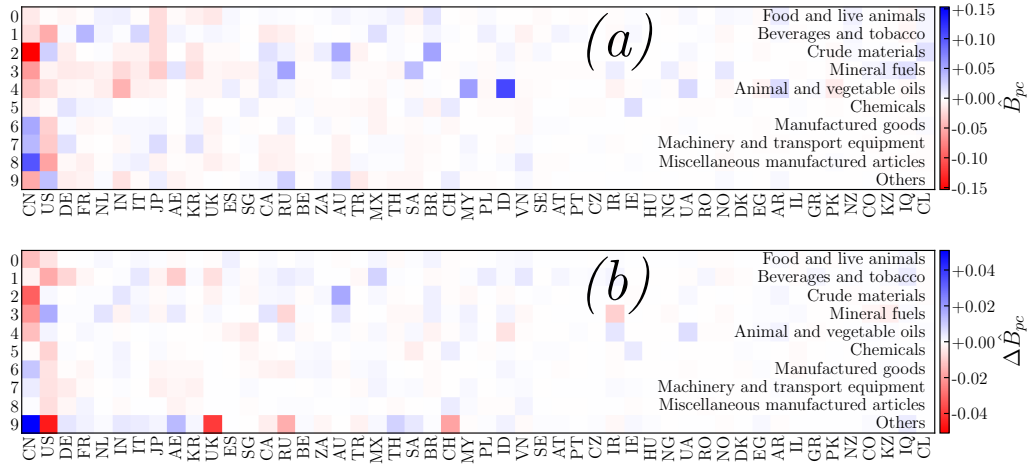 (a)
0 Food and live animals
1 Beverages and tobacco
2 Crude materials
3 Mineral fuels
4 Animal and vegetable oils
5 Chemicals
6 Manufactured goods
7 Machinery and transport equipment
8 Miscellaneous manufactured articles
9 Others
CN US DE FR NL IN IT JP AE KR UK ES SG CA RU BE ZA AU TR MX TH SA BR CH MY PL ID VN SE AT PT CZ IR IE HU NG UA RO NO DK EG AR IL GR PK NZ CO KZ IQ CL
+0.15
+0.10
+0.05
+0.00
-0.05
-0.10
-0.15
B̂pc
(b)
0 Food and live animals
1 Beverages and tobacco
2 Crude materials
3 Mineral fuels
4 Animal and vegetable oils
5 Chemicals
6 Manufactured goods
7 Machinery and transport equipment
8 Miscellaneous manufactured articles
9 Others
CN US DE FR NL IN IT JP AE KR UK ES SG CA RU BE ZA AU TR MX TH SA BR CH MY PL ID VN SE AT PT CZ IR IE HU NG UA RO NO DK EG AR IL GR PK NZ CO KZ IQ CL
+0.04
+0.02
+0.00
-0.02
-0.04
ΔB̂pc